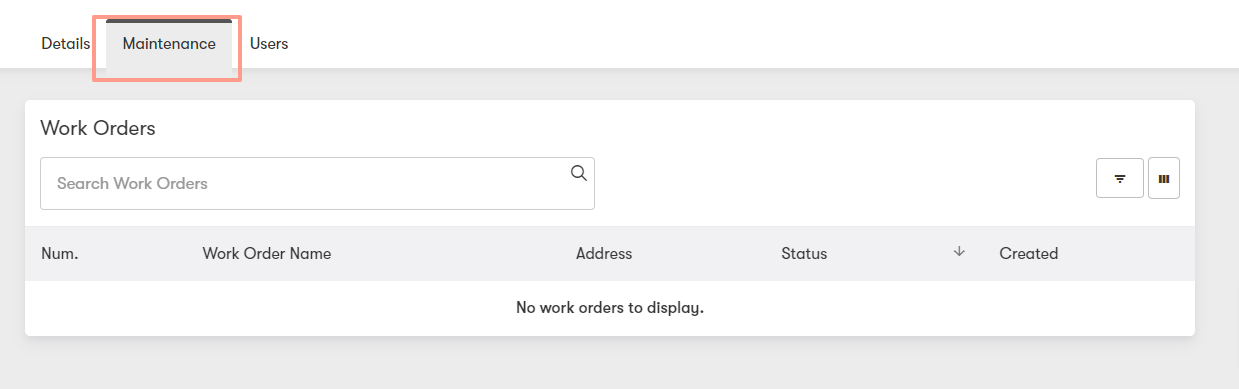 Details Maintenance Users
Work Orders
Search Work Orders
Num. Work Order Name Address Status Created
No work orders to display.